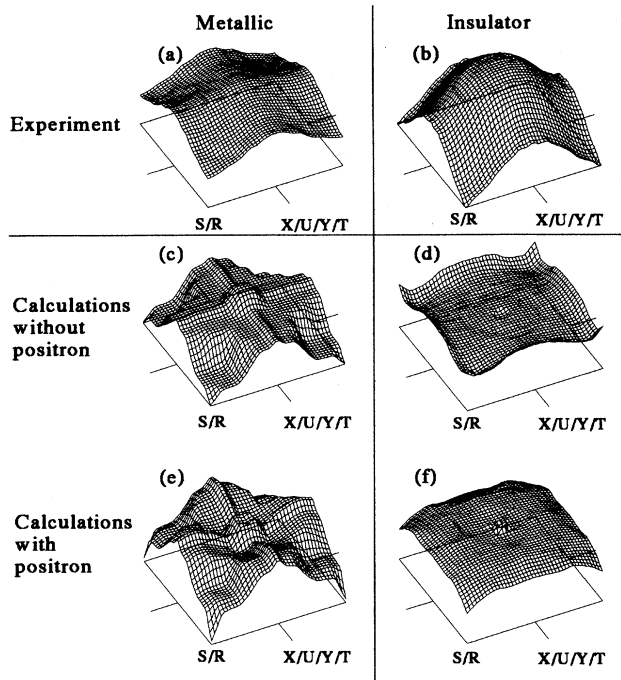 Metallic
Insulator
(a)
(b)
Experiment
S/R
X/U/Y/T
S/R
X/U/Y/T
(c)
(d)
Calculations
without
positron
S/R
X/U/Y/T
S/R
X/U/Y/T
(e)
(f)
Calculations
with
positron
S/R
X/U/Y/T
S/R
X/U/Y/T